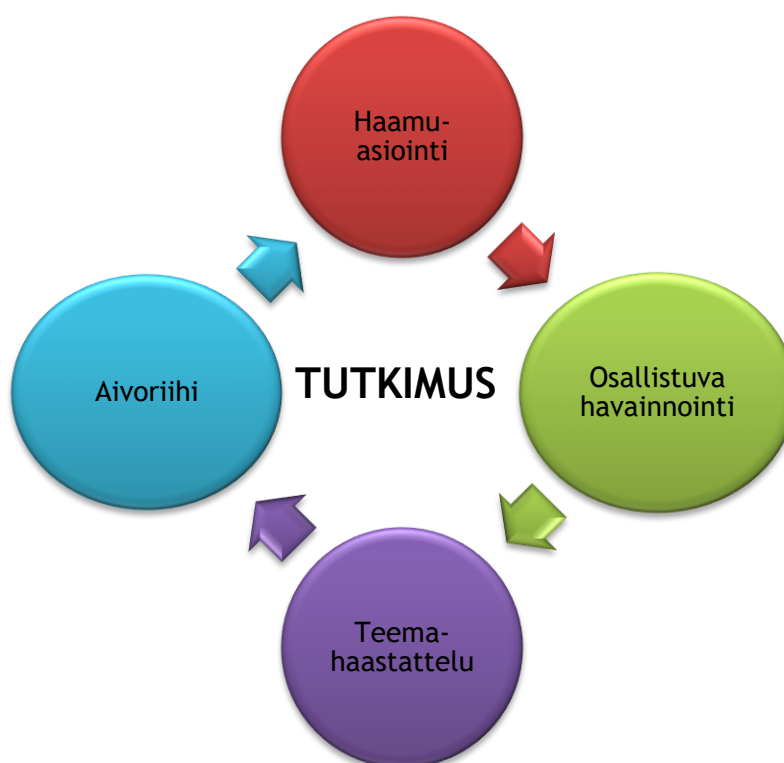 Haamu-
asiointi
Osallistuva
havainnointi
Teema-
haastattelu
Aivoriihi
TUTKIMUS